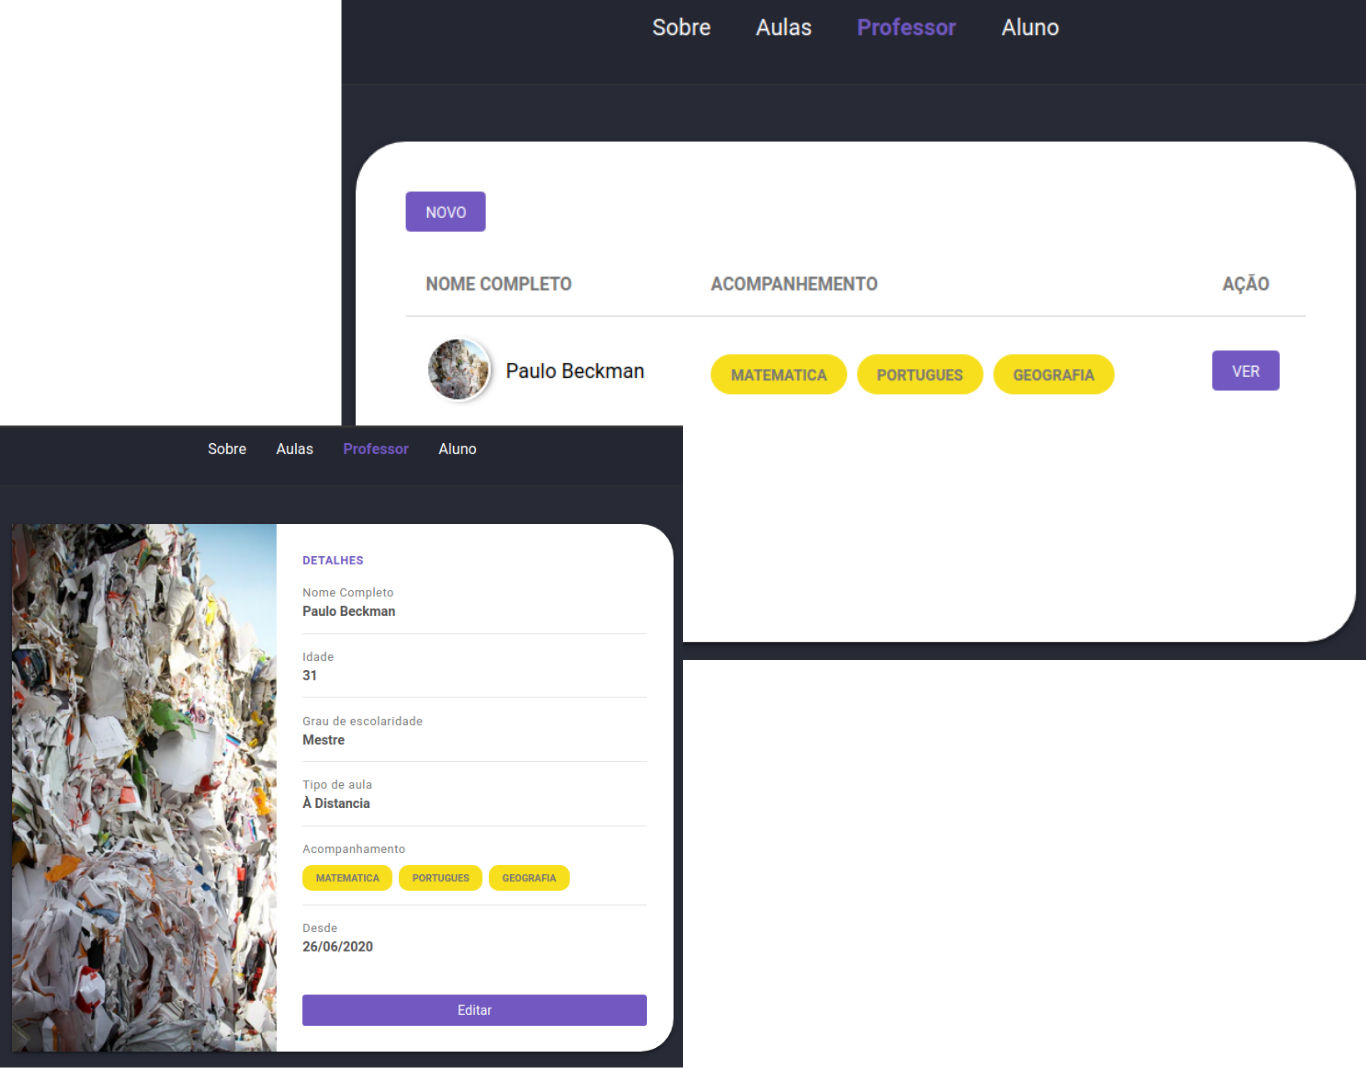 Sobre Aulas Professor Aluno
NOVO
NOME COMPLETO ACOMPANHEMENTO AÇÃO
Paulo Beckman MATEMATICA PORTUGUES GEOGRAFIA VER
Sobre Aulas Professor Aluno
DETALHES
Nome Completo
Paulo Beckman
Idade
31
Grau de escolaridade
Mestre
Tipo de aula
À Distancia
Acompanhamento
MATEMATICA PORTUGUES GEOGRAFIA
Desde
26/06/2020
Editar